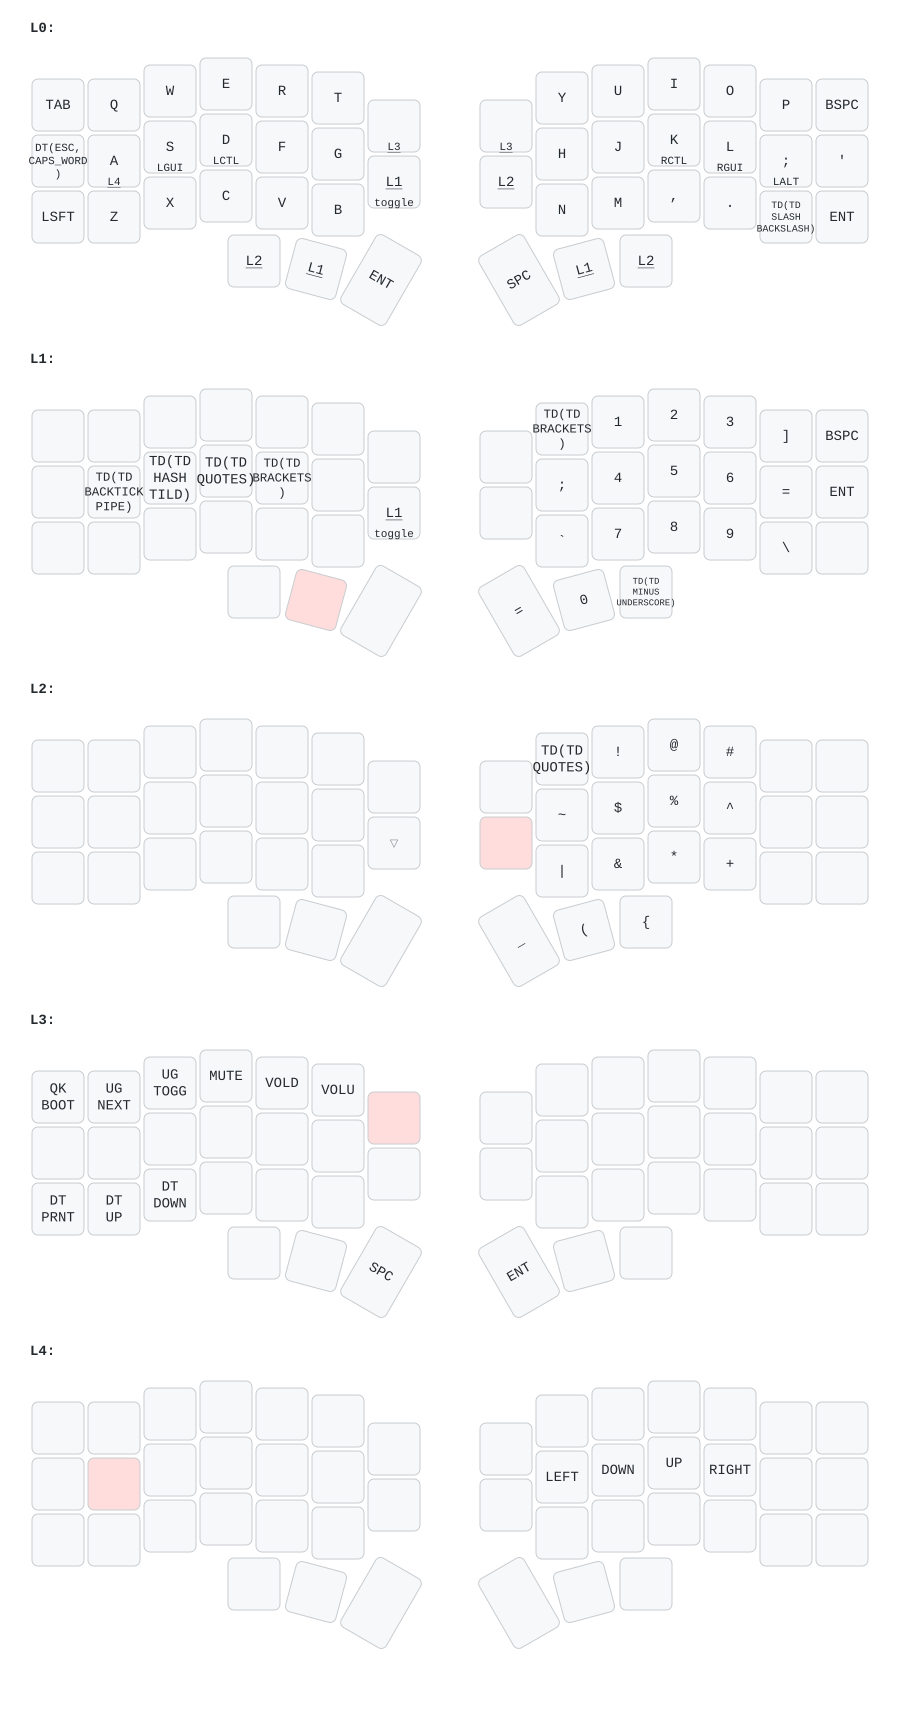 L0:
TAB Q W E R T Y U I O P BSPC
L3 L3
DT(ESC,
CAPS_WORD
)
A
L4
S
LGUI
D
LCTL
F G H J
K
RCTL
L
RGUI
;
LALT
'
L1
toggle
L2
LSFT Z X C V B N M , .
TD(TD
SLASH
BACKSLASH)
ENT
L2 L1 ENT SPC L1 L2
L1:
TD(TD
BRACKETS
)
1 2 3 ] BSPC
TD(TD
BACKTICK
PIPE)
TD(TD
HASH
TILD)
TD(TD
QUOTES)
TD(TD
BRACKETS
)
; 4 5 6 = ENT
L1
toggle
` 7 8 9 \
= 0
TD(TD
MINUS
UNDERSCORE)
L2:
TD(TD
QUOTES)
! @ #
~ $ % ^
▽
| & * +
_ ( {
L3:
QK
BOOT
UG
NEXT
UG
TOGG
MUTE VOLD VOLU
DT
PRNT
DT
UP
DT
DOWN
SPC ENT
L4:
LEFT DOWN UP RIGHT